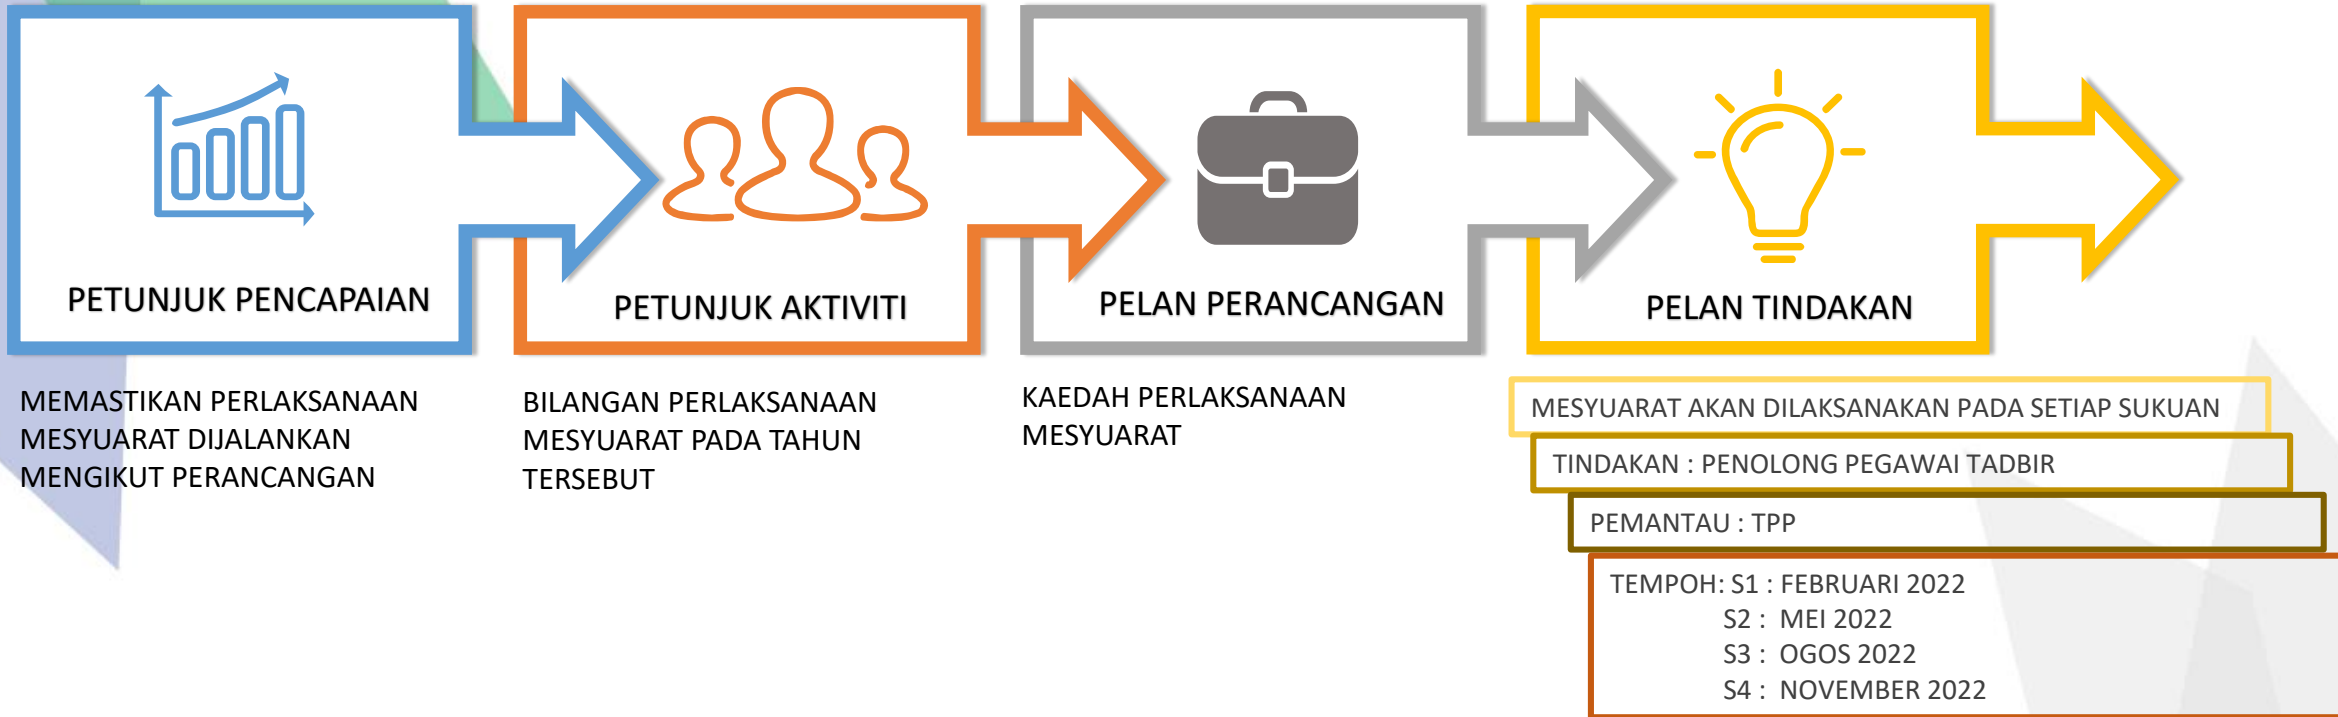 PETUNJUK PENCAPAIAN
MEMASTIKAN PERLAKSANAAN
MESYUARAT DIJALANKAN
MENGIKUT PERANCANGAN
PETUNJUK AKTIVITI
BILANGAN PERLAKSANAAN
MESYUARAT PADA TAHUN
TERSEBUT
PELAN PERANCANGAN
KAEDAH PERLAKSANAAN
MESYUARAT
PELAN TINDAKAN
MESYUARAT AKAN DILAKSANAKAN PADA SETIAP SUKUAN
TINDAKAN : PENOLONG PEGAWAI TADBIR
PEMANTAU : TPP
TEMPOH: S1 : FEBRUARI 2022
S2 : MEI 2022
S3 : OGOS 2022
S4 : NOVEMBER 2022